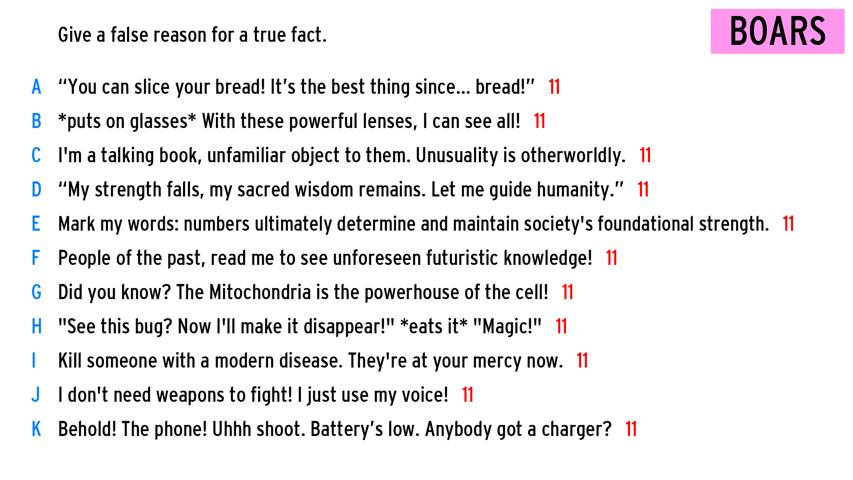 Give a false reason for a true fact.
BOARS
A “You can slice your bread! It’s the best thing since... bread!” 11
B *puts on glasses* With these powerful lenses, I can see all! 11
C I'm a talking book, unfamiliar object to them. Unusuality is otherworldly. 11
D “My strength falls, my sacred wisdom remains. Let me guide humanity.” 11
E Mark my words: numbers ultimately determine and maintain society's foundational strength. 11
F People of the past, read me to see unforeseen futuristic knowledge! 11
G Did you know? The Mitochondria is the powerhouse of the cell! 11
H "See this bug? Now I'll make it disappear!" *eats it* "Magic!" 11
I Kill someone with a modern disease. They're at your mercy now. 11
J I don't need weapons to fight! I just use my voice! 11
K Behold! The phone! Uhhh shoot. Battery’s low. Anybody got a charger? 11